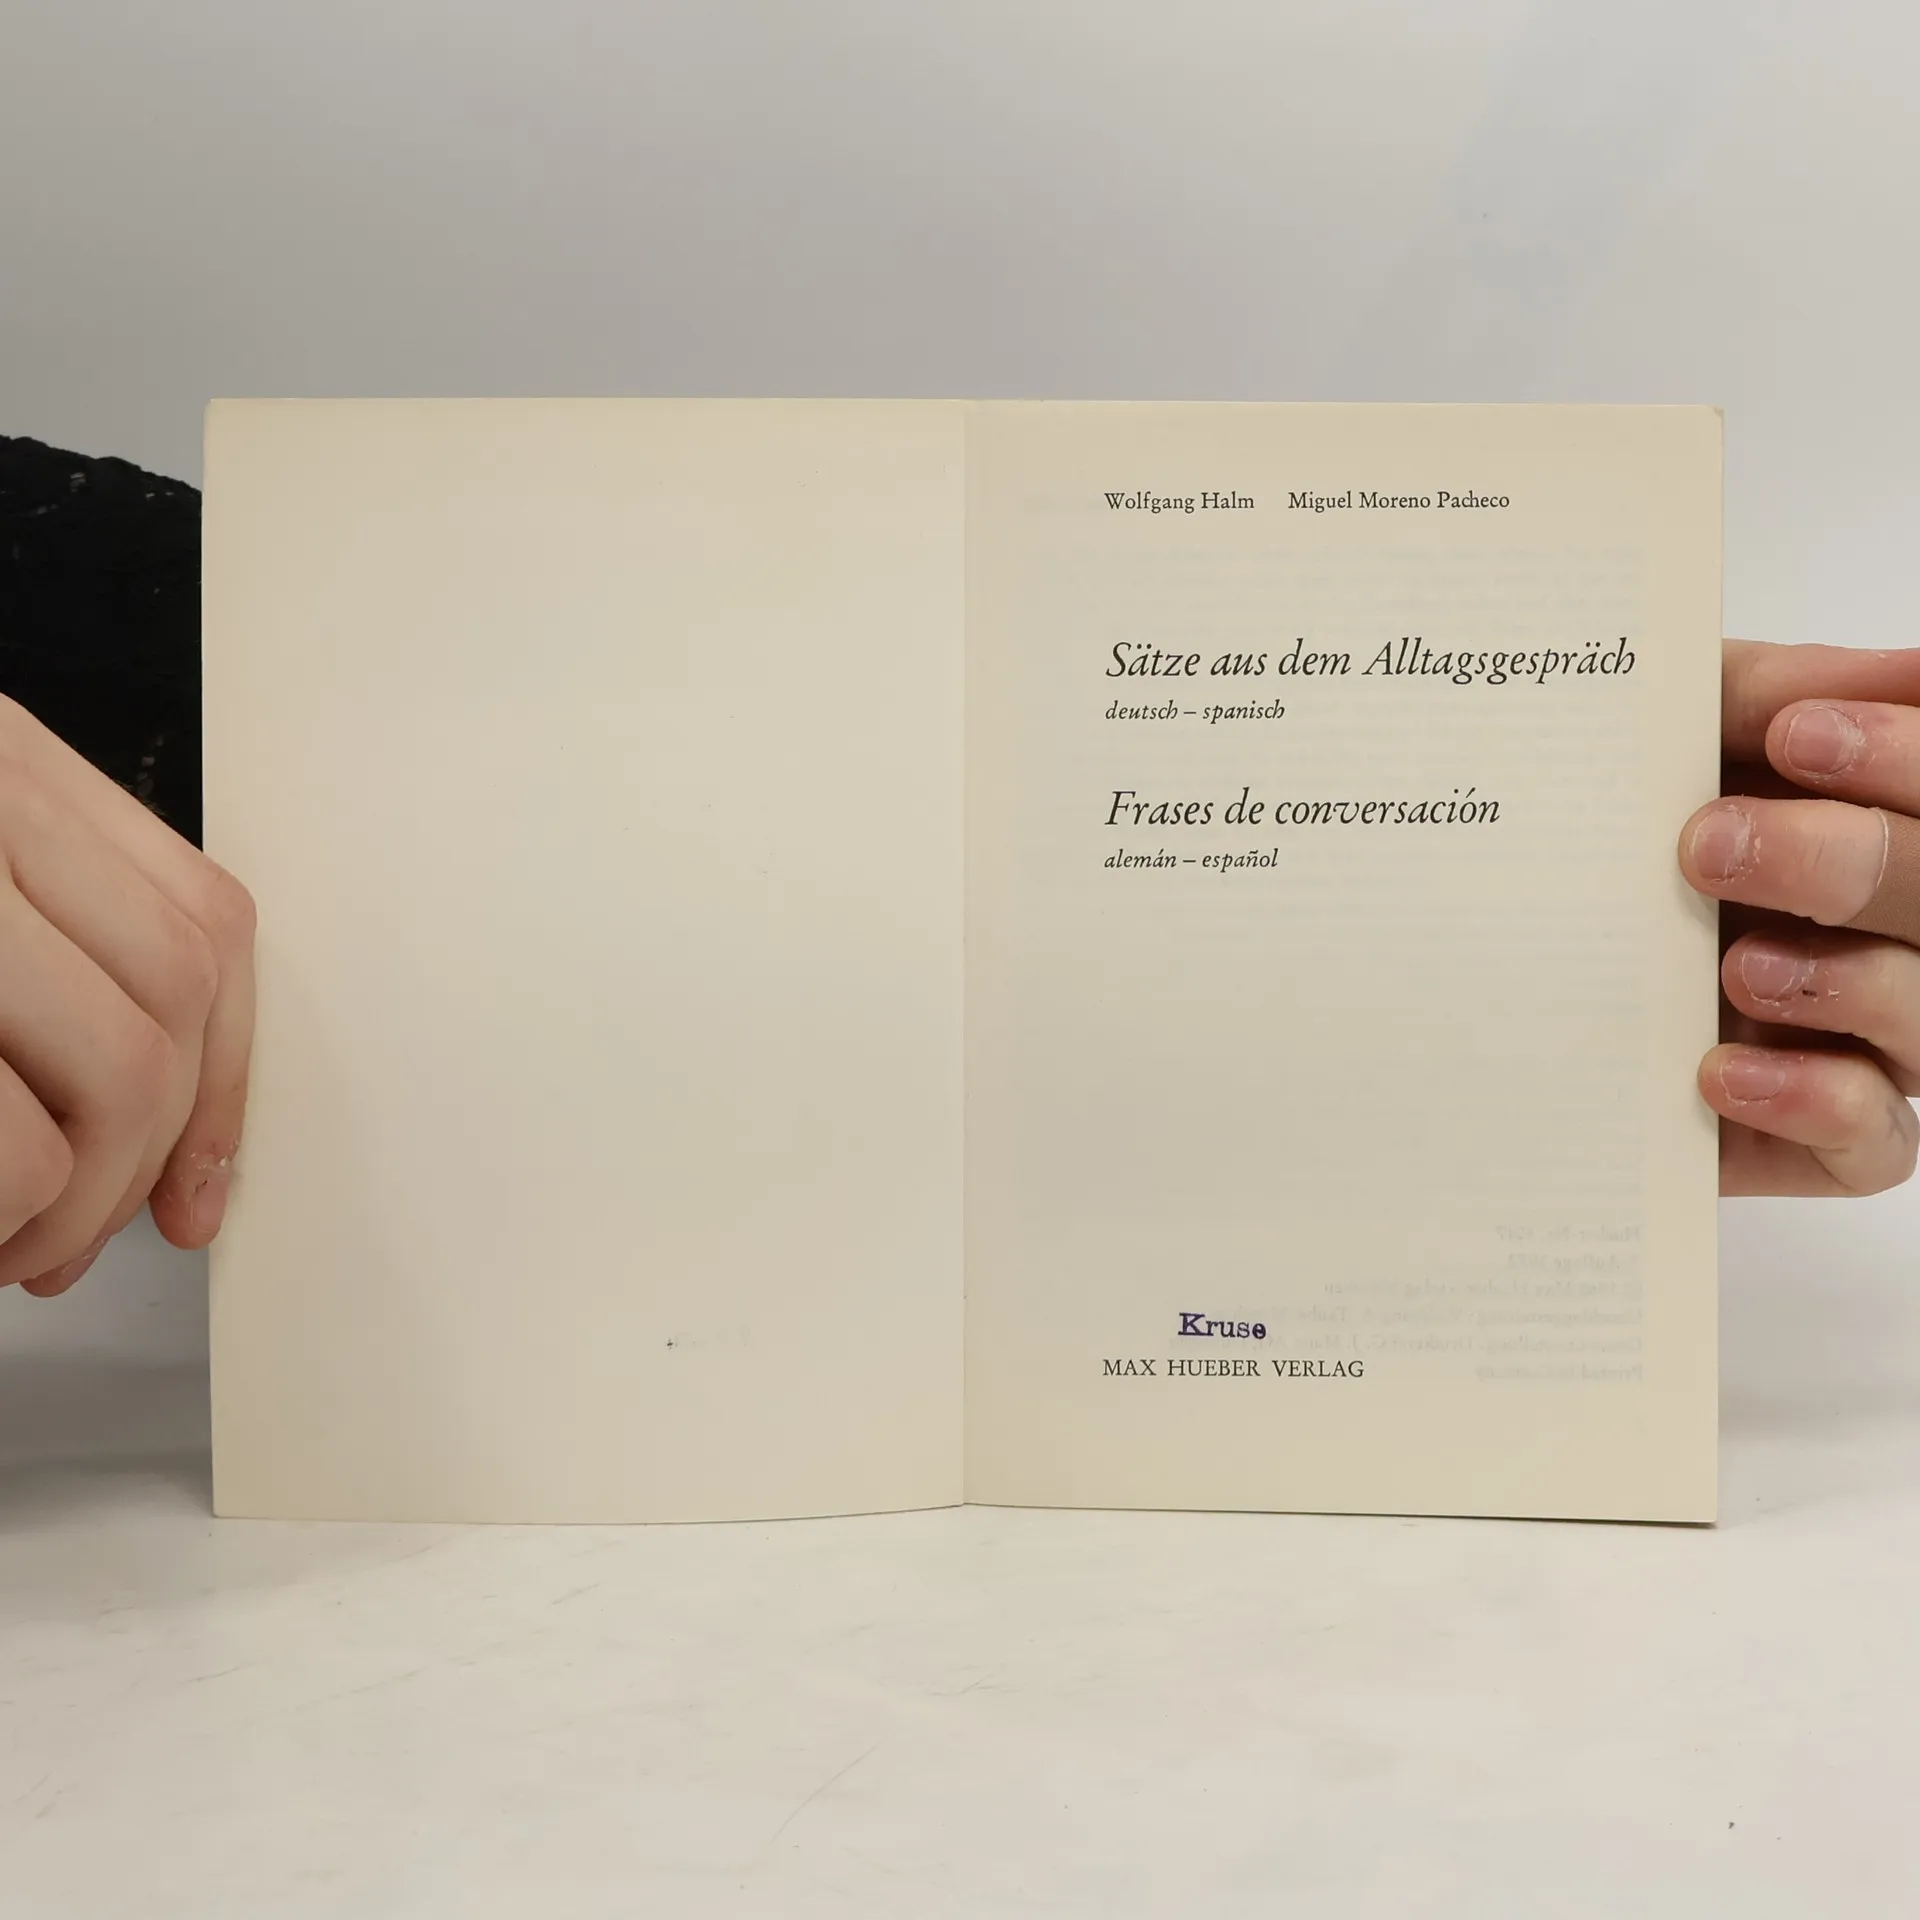 Wolfgang Halm Miguel Moreno Pacheco
Sätze aus dem Alltagsgespräch
deutsch – spanisch
Frases de conversación
alemán – español
Kruse
MAX HUEBER VERLAG